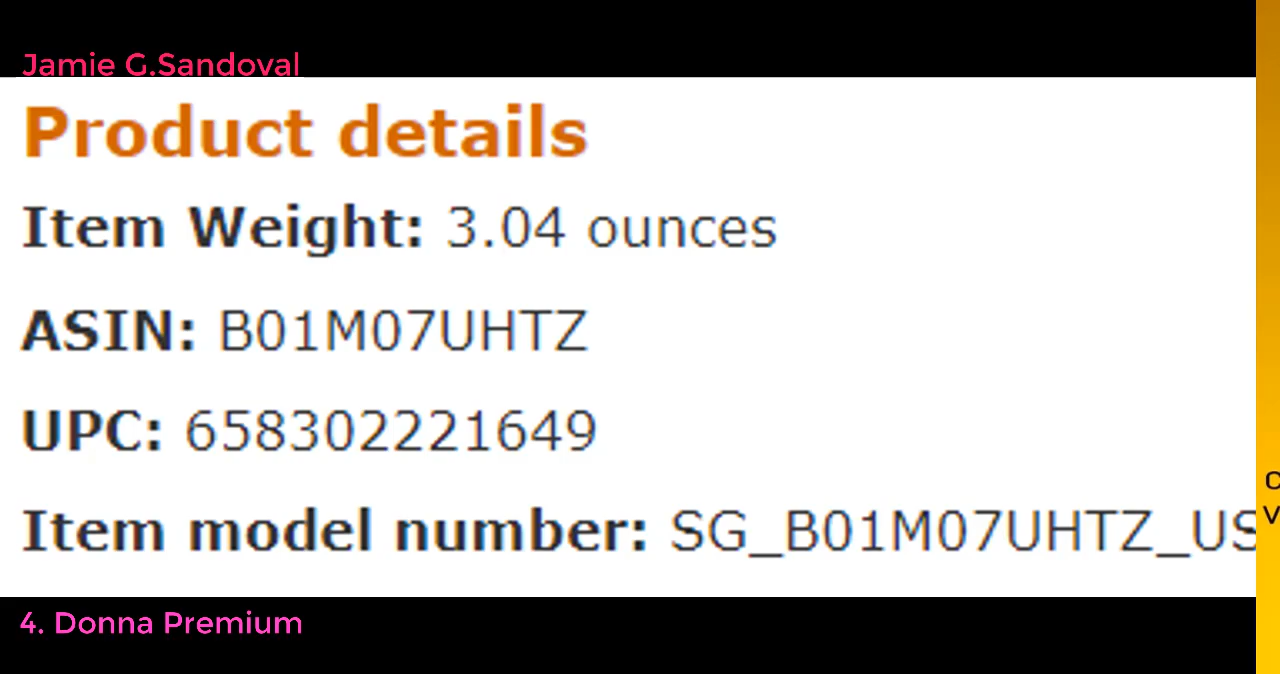 Jamie G.Sandoval
Product details
Item Weight: 3.04 ounces
ASIN: B01M07UHTZ
UPC: 658302221649
Item model number: SG_B01M07UHTZ_US
4. Donna Premium